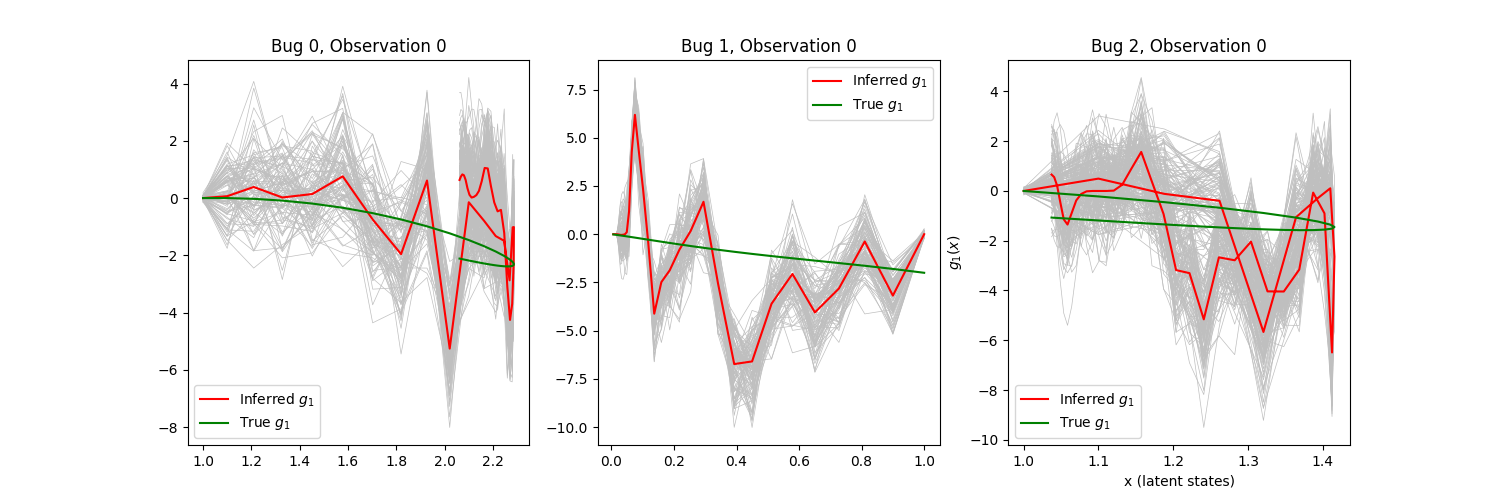 Bug 0, Observation 0
4
2
0
−2
−4
−6
−8
Inferred g₁
True g₁
1.0 1.2 1.4 1.6 1.8 2.0 2.2
Bug 1, Observation 0
7.5
5.0
2.5
0.0
−2.5
−5.0
−7.5
−10.0
Inferred g₁
True g₁
0.0 0.2 0.4 0.6 0.8 1.0
Bug 2, Observation 0
g₁(x)
4
2
0
−2
−4
−6
−8
−10
Inferred g₁
True g₁
1.0 1.1 1.2 1.3 1.4
x (latent states)